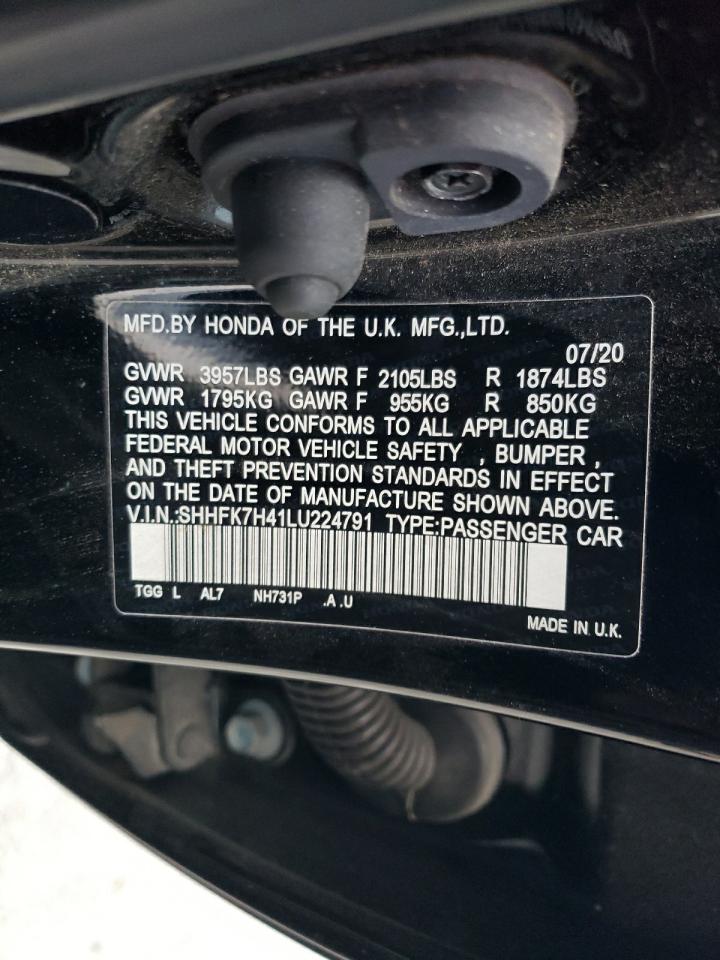 MFD.BY HONDA OF THE U.K. MFG.,LTD.
07/20
GVWR 3957LBS GAWR F 2105LBS R 1874LBS
GVWR 1795KG GAWR F 955KG R 850KG
THIS VEHICLE CONFORMS TO ALL APPLICABLE
FEDERAL MOTOR VEHICLE SAFETY , BUMPER ,
AND THEFT PREVENTION STANDARDS IN EFFECT
ON THE DATE OF MANUFACTURE SHOWN ABOVE.
V.I.N.:SHHFK7H41LU224791 TYPE:PASSENGER CAR
TGG L AL7 NH731P .A .U
MADE IN U.K.